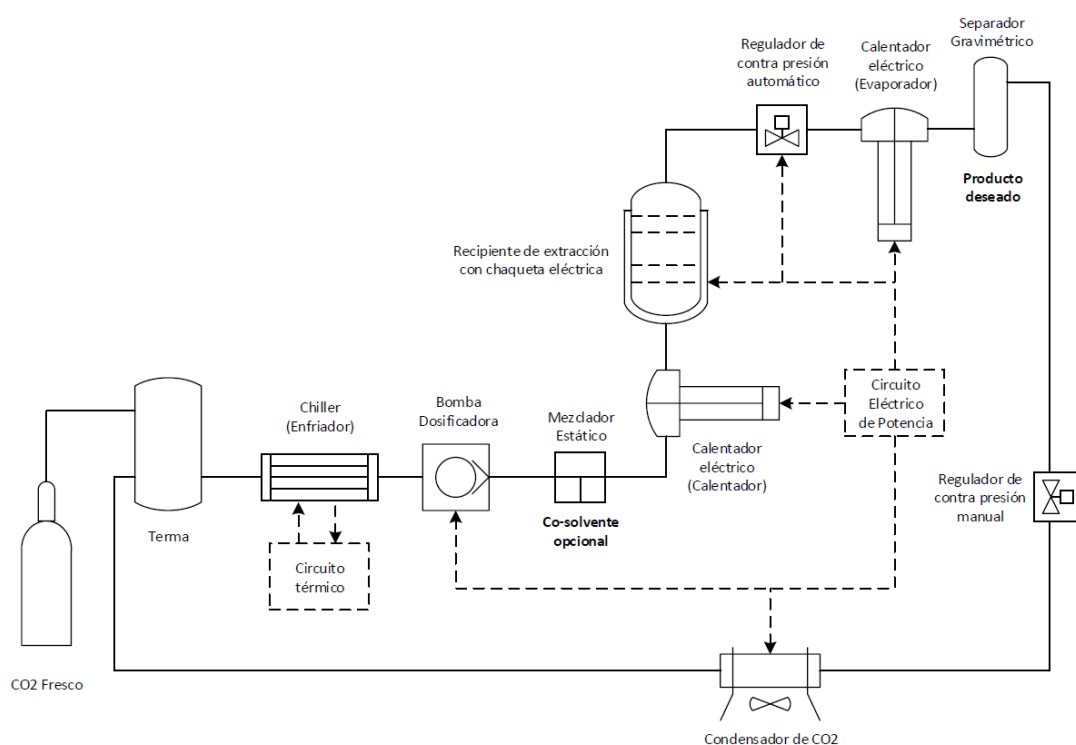 Separador
Gravimétrico
Regulador de
contra presión
automático
Calentador
eléctrico
(Evaporador)
Producto
deseado
Recipiente de extracción
con chaqueta eléctrica
Circuito
Eléctrico
de Potencia
Chiller
(Enfriador)
Bomba
Dosificadora
Mezclador
Estático
Calentador
eléctrico
(Calentador)
Regulador de
contra presión
manual
Terma
Co-solvente
opcional
Circuito
térmico
CO2 Fresco
Condensador de CO2